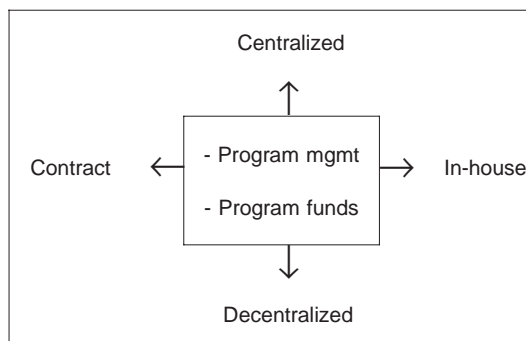 Centralized
- Program mgmt
Contract
In-house
- Program funds
Decentralized